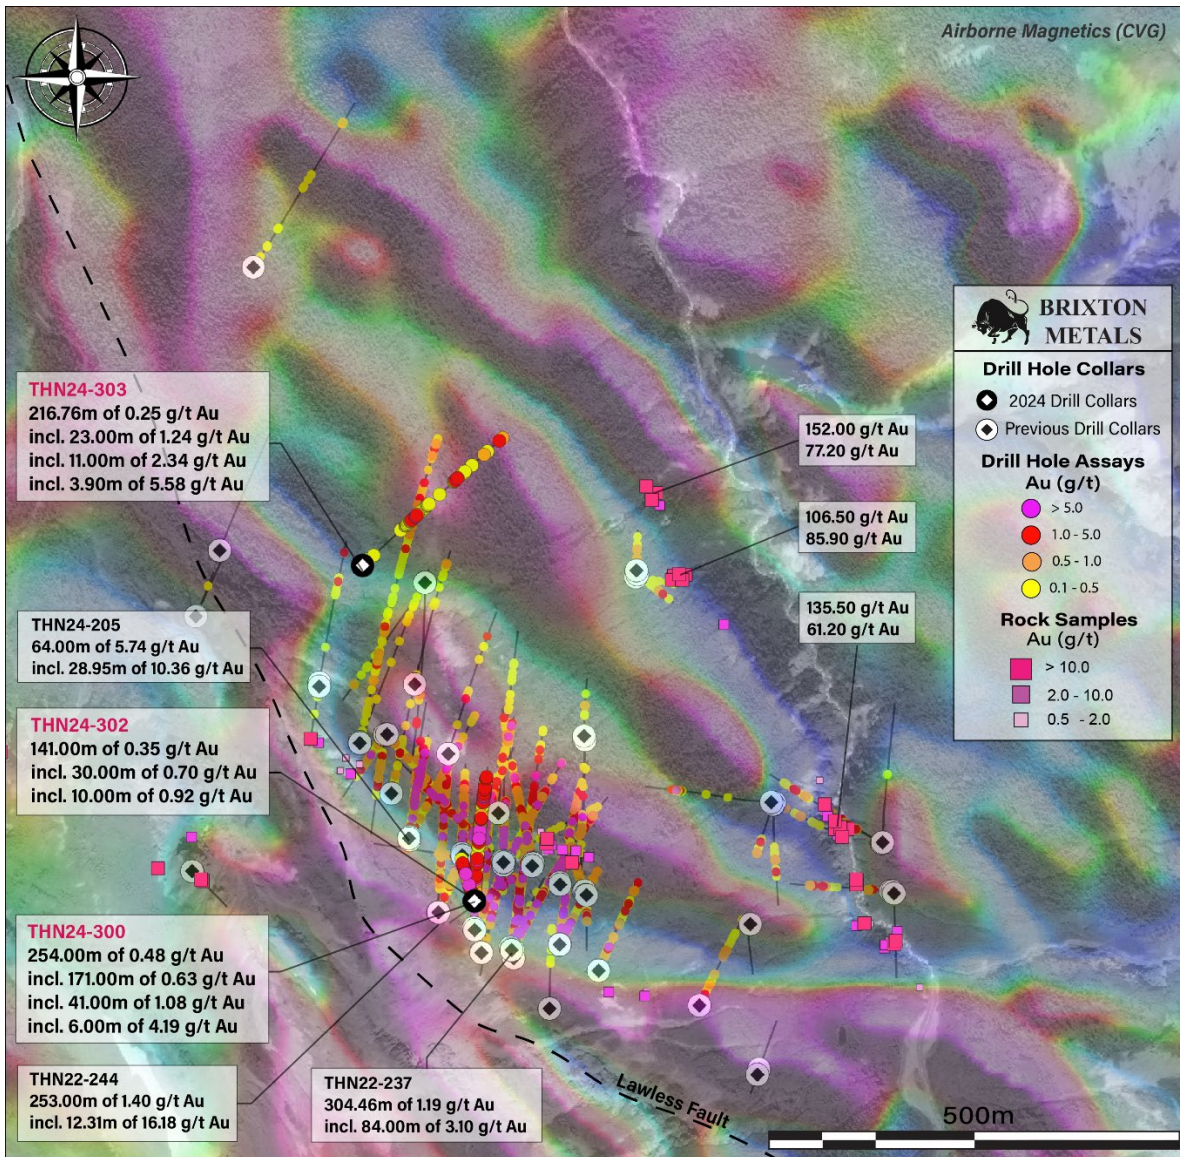 Airborne Magnetics (CVG)
BRIXTON
METALS
Drill Hole Collars
2024 Drill Collars
Previous Drill Collars
Drill Hole Assays
Au (g/t)
> 5.0
1.0 - 5.0
0.5 - 1.0
0.1 - 0.5
Rock Samples
Au (g/t)
> 10.0
2.0 - 10.0
0.5 - 2.0
THN24-303
216.76m of 0.25 g/t Au
incl. 23.00m of 1.24 g/t Au
incl. 11.00m of 2.34 g/t Au
incl. 3.90m of 5.58 g/t Au
152.00 g/t Au
77.20 g/t Au
106.50 g/t Au
85.90 g/t Au
135.50 g/t Au
61.20 g/t Au
THN24-205
64.00m of 5.74 g/t Au
incl. 28.95m of 10.36 g/t Au
THN24-302
141.00m of 0.35 g/t Au
incl. 30.00m of 0.70 g/t Au
incl. 10.00m of 0.92 g/t Au
THN24-300
254.00m of 0.48 g/t Au
incl. 171.00m of 0.63 g/t Au
incl. 41.00m of 1.08 g/t Au
incl. 6.00m of 4.19 g/t Au
THN22-244
253.00m of 1.40 g/t Au
incl. 12.31m of 16.18 g/t Au
THN22-237
304.46m of 1.19 g/t Au
incl. 84.00m of 3.10 g/t Au
Lawless Fault
500m